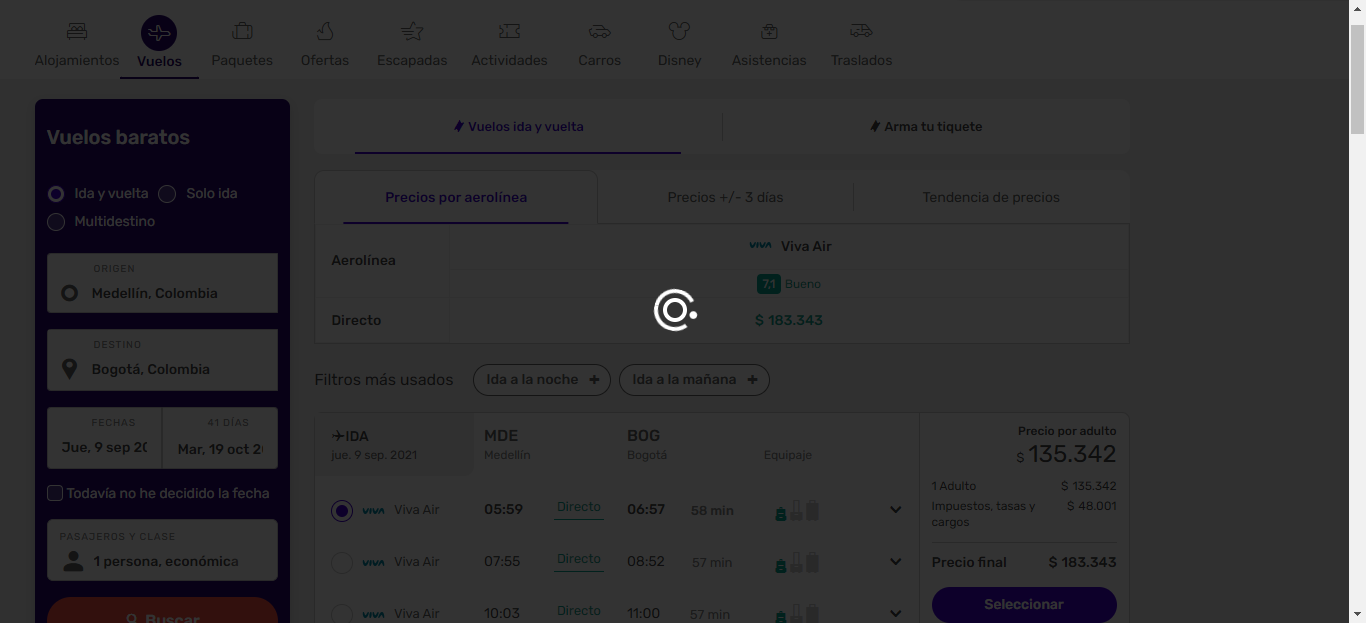 Alojamientos Vuelos Paquetes Ofertas Escapadas Actividades Carros Disney Asistencias Traslados
Vuelos baratos
Ida y vuelta Solo ida
Multidestino
ORIGEN
Medellín, Colombia
DESTINO
Bogotá, Colombia
FECHAS 41 DÍAS
Jue, 9 sep 20 Mar, 19 oct 2
Todavía no he decidido la fecha
PASAJEROS Y CLASE
1 persona, económica
Buscar
Vuelos ida y vuelta Arma tu tiquete
Precios por aerolínea Precios +/- 3 días Tendencia de precios
Aerolínea
VIVA Viva Air
7,1 Bueno
Directo $ 183.343
Filtros más usados Ida a la noche + Ida a la mañana +
IDA MDE BOG
jue. 9 sep. 2021 Medellín Bogotá Equipaje
VIVA Viva Air 05:59 Directo 06:57 58 min
VIVA Viva Air 07:55 Directo 08:52 57 min
VIVA Viva Air 10:03 Directo 11:00 57 min
Precio por adulto
$ 135.342
1 Adulto $ 135.342
Impuestos, tasas y $ 48.001
cargos
Precio final $ 183.343
Seleccionar